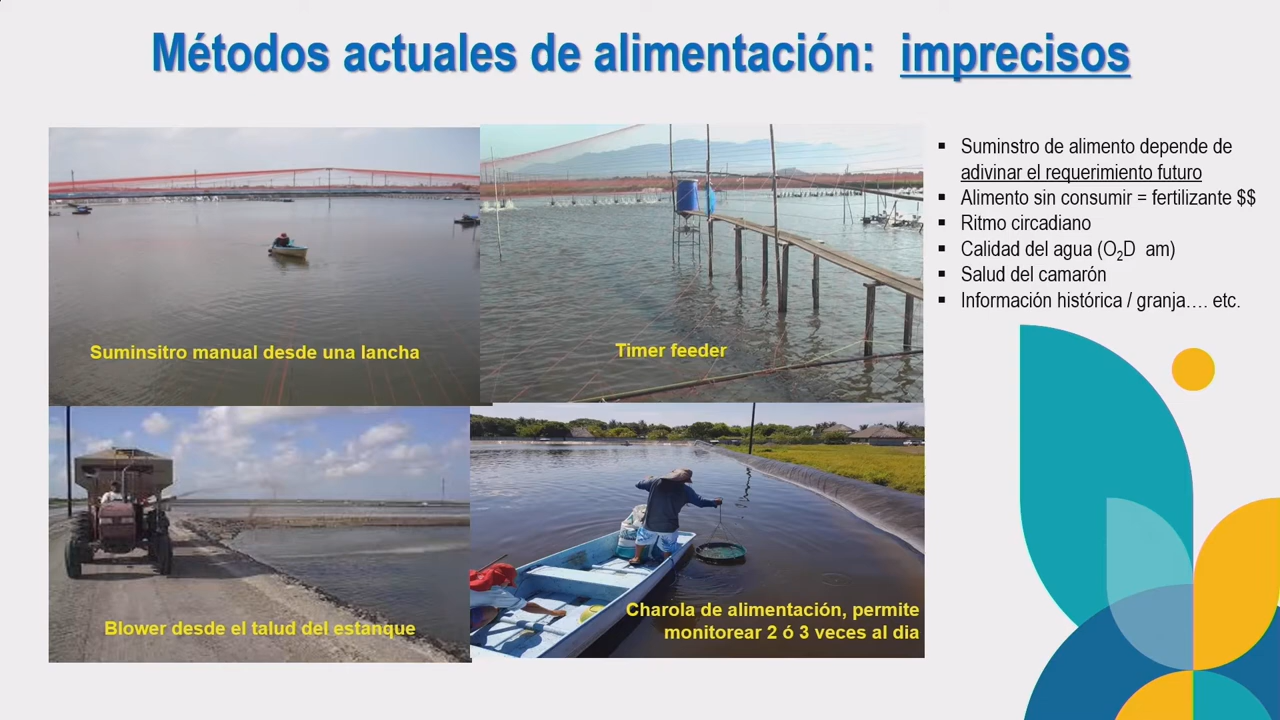 Métodos actuales de alimentación: imprecisos
Suminsitro manual desde una lancha
Timer feeder
Blower desde el talud del estanque
Charola de alimentación, permite
monitorear 2 ó 3 veces al dia
▪ Suminstro de alimento depende de
adivinar el requerimiento futuro
▪ Alimento sin consumir = fertilizante $$
▪ Ritmo circadiano
▪ Calidad del agua (O₂D am)
▪ Salud del camarón
▪ Información histórica / granja…. etc.